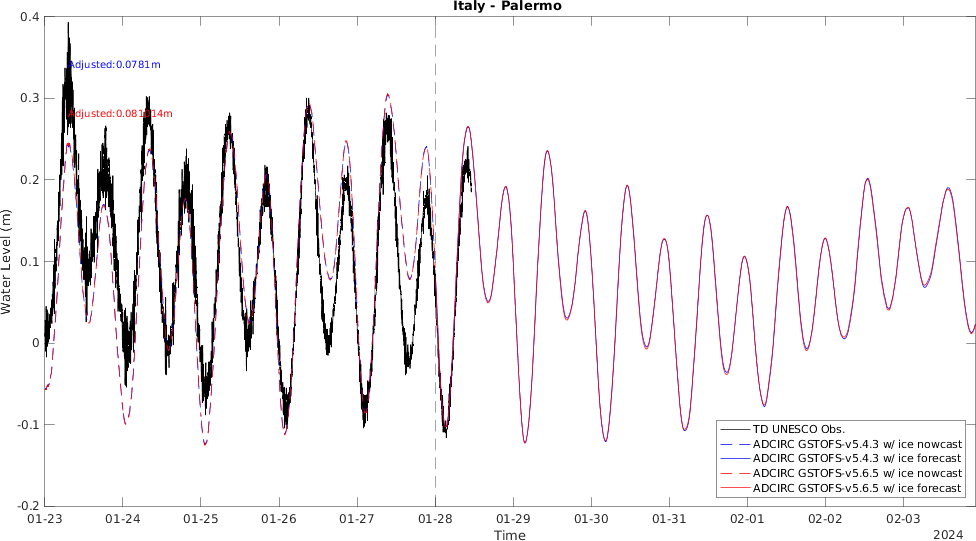 Italy - Palermo
Water Level (m)
0.4
0.3
0.2
0.1
0
-0.1
-0.2
Adjusted:0.0781m
01-23
01-24
01-25
01-26
01-27
01-28
01-29
01-30
01-31
02-01
02-02
02-03
Time
2024
TD UNESCO Obs.
ADCIRC GSTOFS-v5.4.3 w/ ice nowcast
ADCIRC GSTOFS-v5.4.3 w/ ice forecast
ADCIRC GSTOFS-v5.6.5 w/ ice nowcast
ADCIRC GSTOFS-v5.6.5 w/ ice forecast